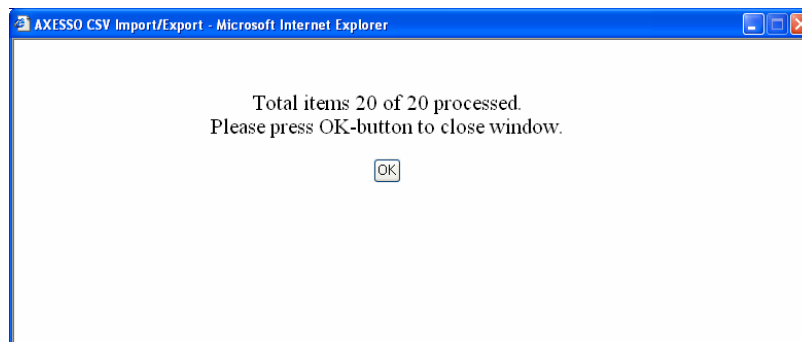 AXESSO CSV Import/Export - Microsoft Internet Explorer
Total items 20 of 20 processed.
Please press OK-button to close window.
OK